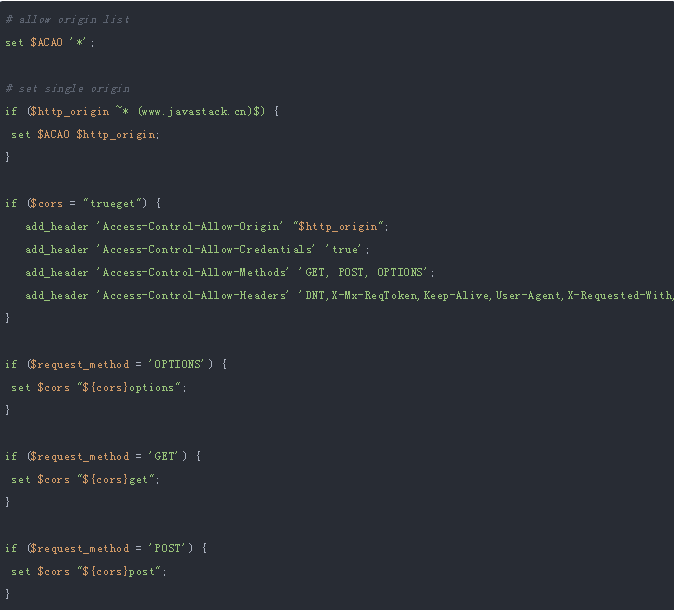 # allow origin list
set $ACAO '*';
# set single origin
if ($http_origin ~* (www.javastack.cn)$) {
set $ACAO $http_origin;
}
if ($cors = "trueget") {
add_header 'Access-Control-Allow-Origin' "$http_origin";
add_header 'Access-Control-Allow-Credentials' 'true';
add_header 'Access-Control-Allow-Methods' 'GET, POST, OPTIONS';
add_header 'Access-Control-Allow-Headers' 'DNT,X-Mx-ReqToken,Keep-Alive,User-Agent,X-Requested-With,
}
if ($request_method = 'OPTIONS') {
set $cors "${cors}options";
}
if ($request_method = 'GET') {
set $cors "${cors}get";
}
if ($request_method = 'POST') {
set $cors "${cors}post";
}